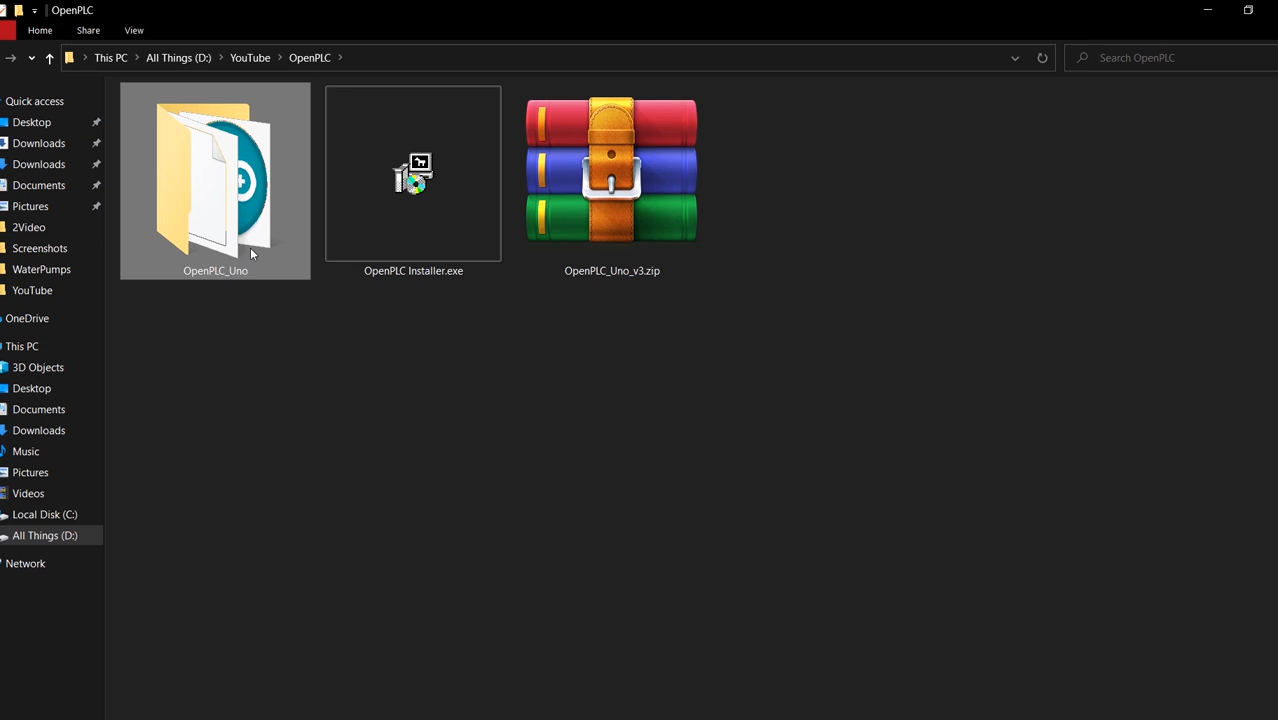 OpenPLC
Home Share View
This PC All Things (D:) YouTube OpenPLC
Search OpenPLC
Quick access
Desktop
Downloads
Downloads
Documents
Pictures
2Video
Screenshots
WaterPumps
YouTube
OneDrive
This PC
3D Objects
Desktop
Documents
Downloads
Music
Pictures
Videos
Local Disk (C:)
All Things (D:)
Network
OpenPLC_Uno
OpenPLC Installer.exe
OpenPLC_Uno_v3.zip